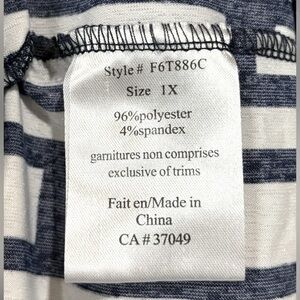 Style # F6T886C
Size 1X
96%polyester
4%spandex
garnitures non comprises
exclusive of trims
Fait en/Made in
China
CA # 37049